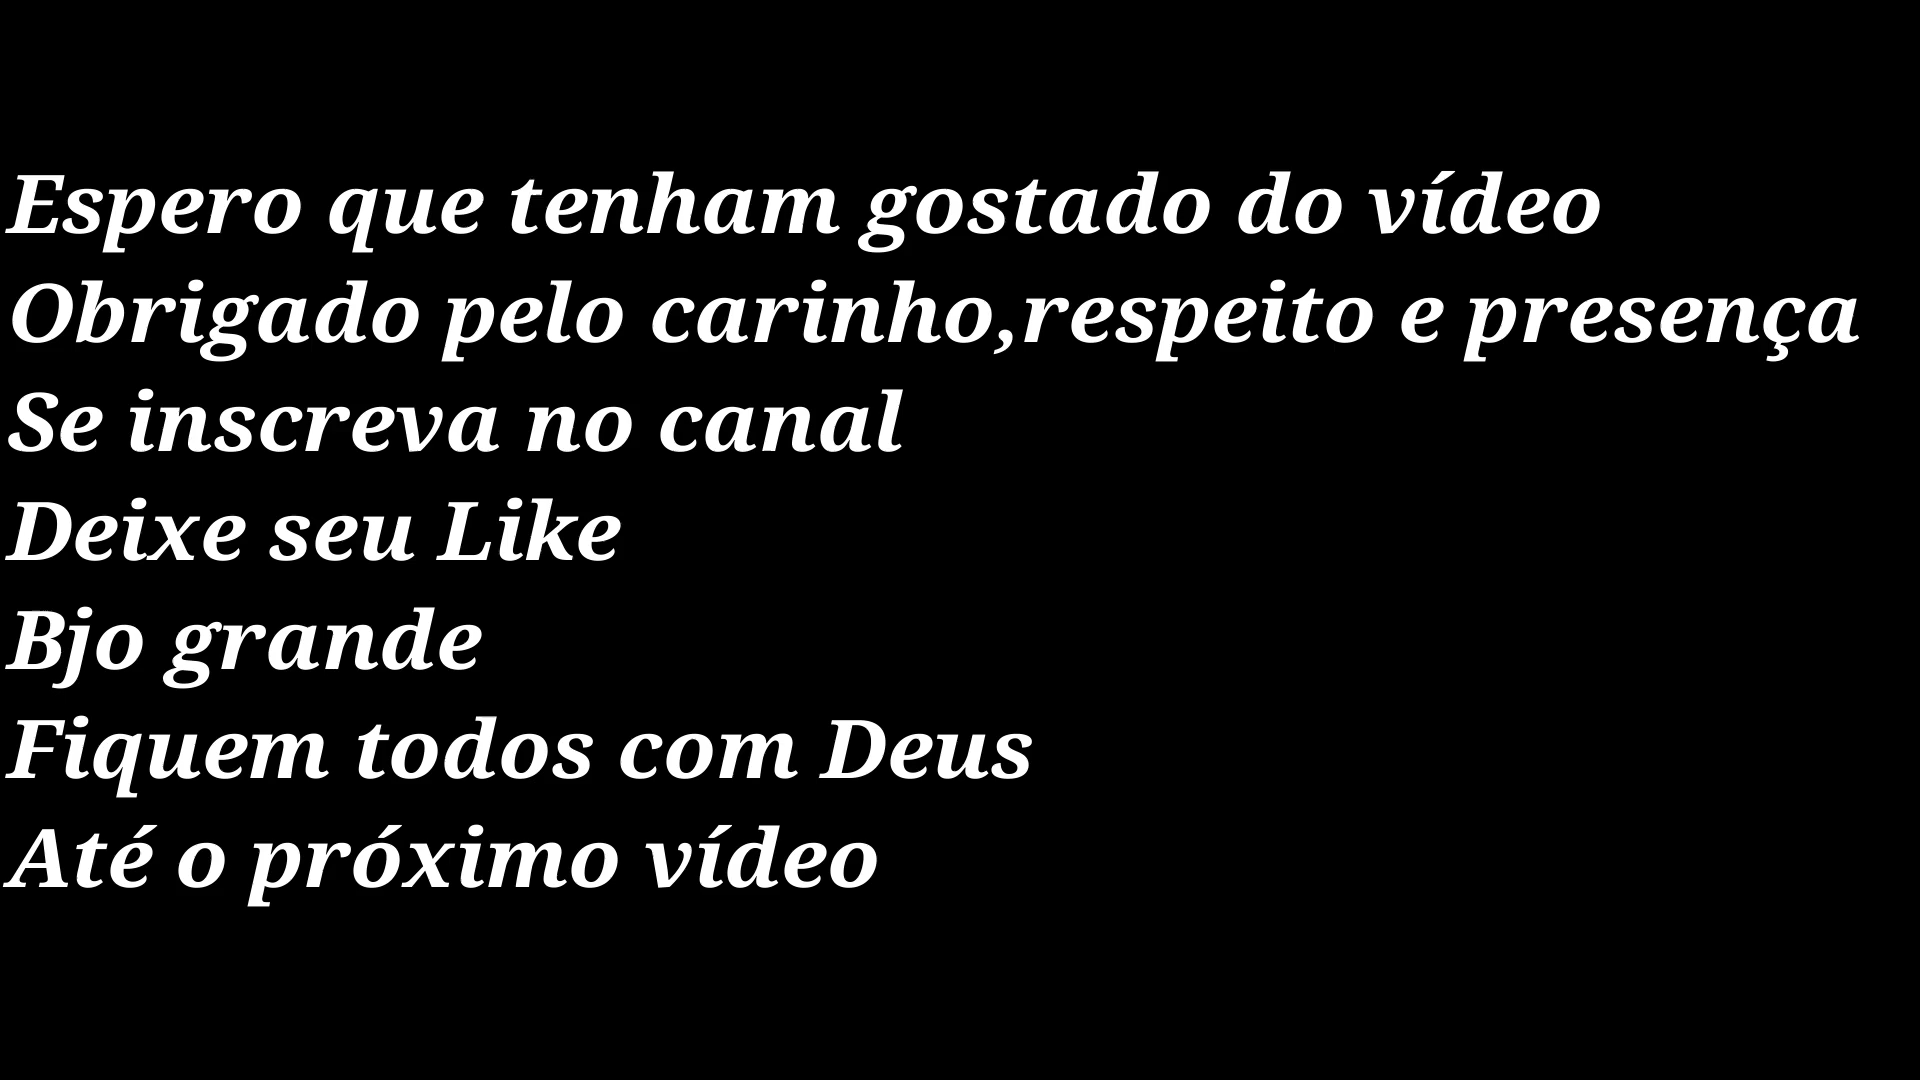 Espero que tenham gostado do vídeo
Obrigado pelo carinho,respeito e presença
Se inscreva no canal
Deixe seu Like
Bjo grande
Fiquem todos com Deus
Até o próximo vídeo